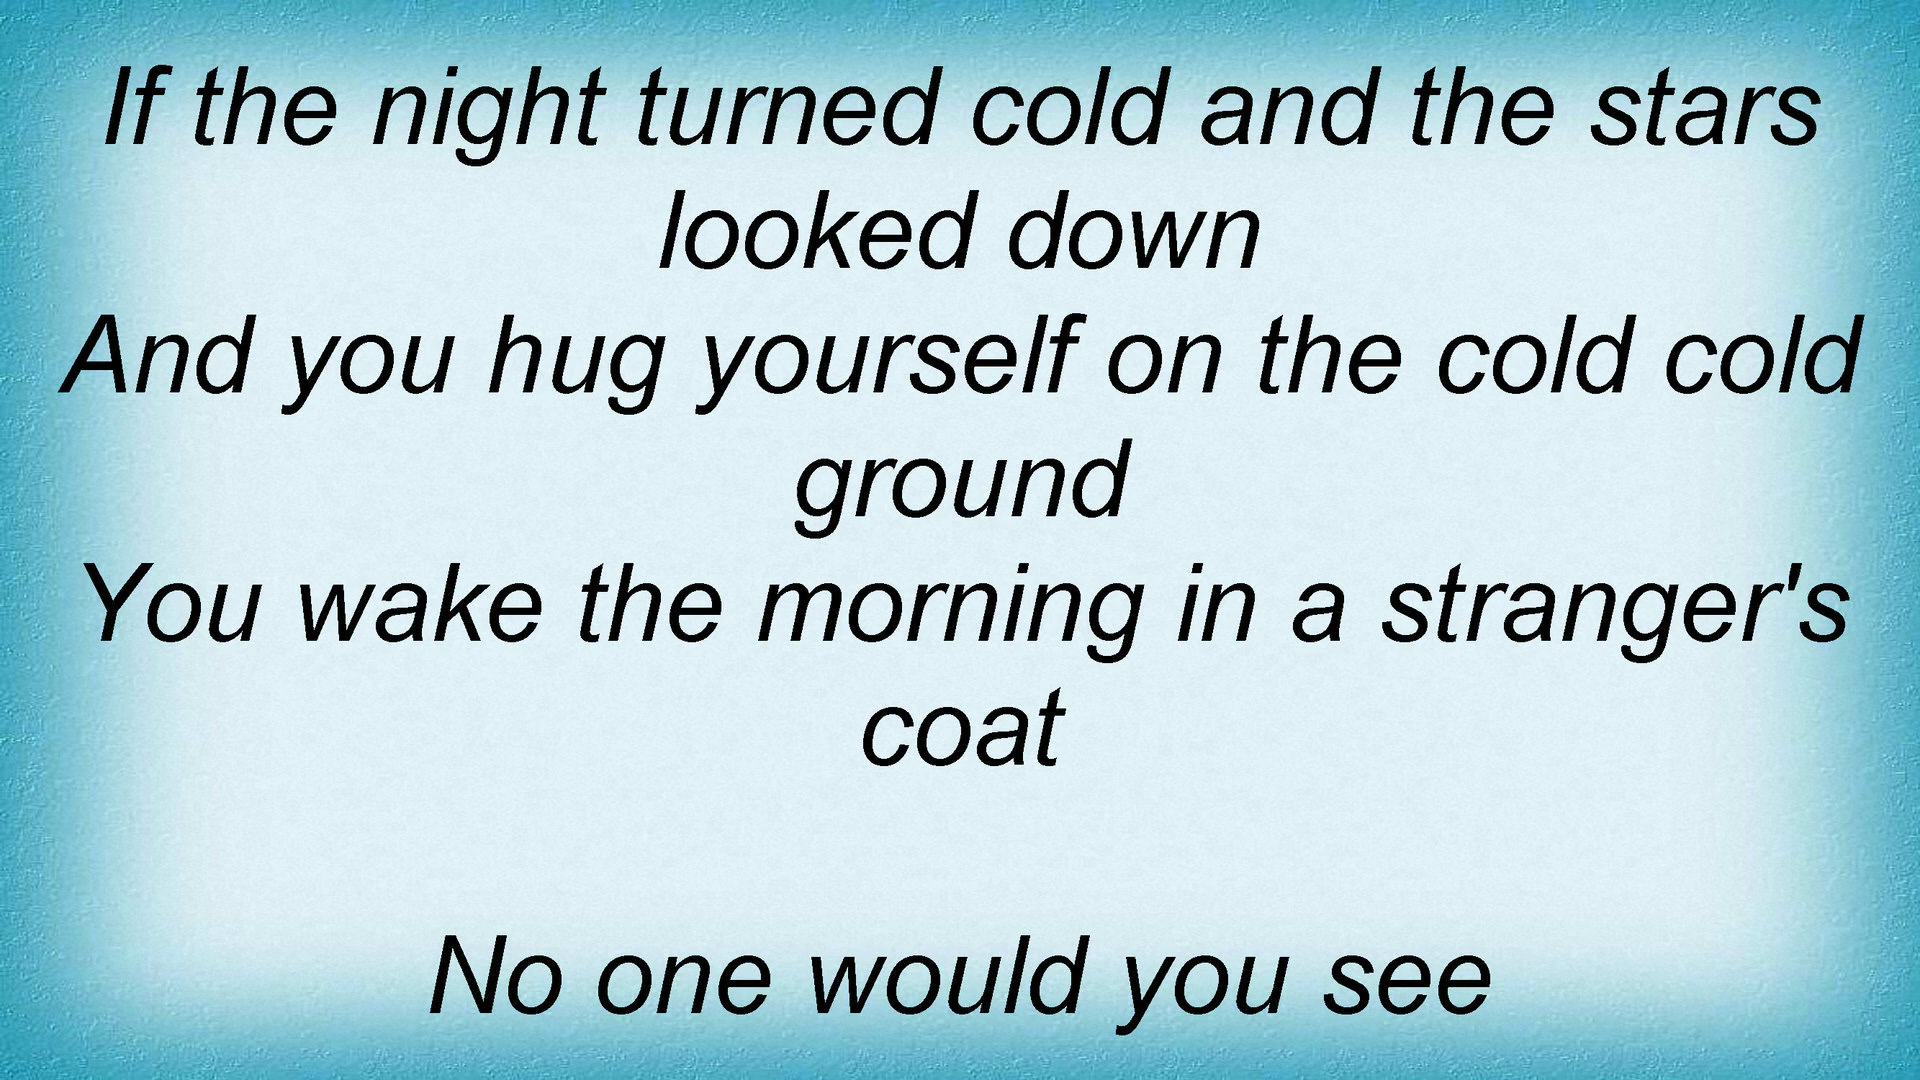 If the night turned cold and the stars
looked down
And you hug yourself on the cold cold
ground
You wake the morning in a stranger's
coat
No one would you see